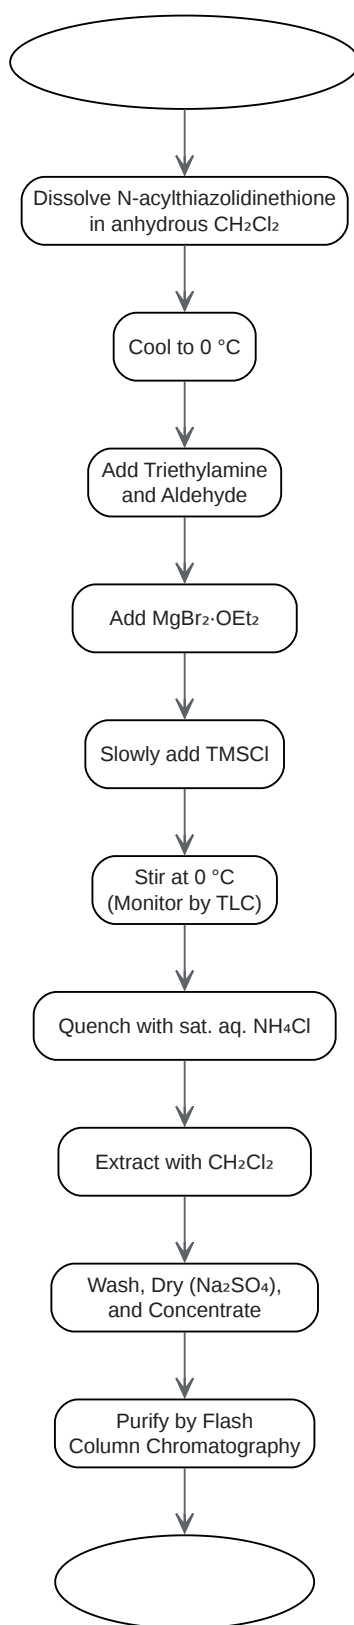 Dissolve N-acylthiazolidinethione
in anhydrous CH₂Cl₂
Cool to 0 °C
Add Triethylamine
and Aldehyde
Add MgBr₂·OEt₂
Slowly add TMSCl
Stir at 0 °C
(Monitor by TLC)
Quench with sat. aq. NH₄Cl
Extract with CH₂Cl₂
Wash, Dry (Na₂SO₄),
and Concentrate
Purify by Flash
Column Chromatography